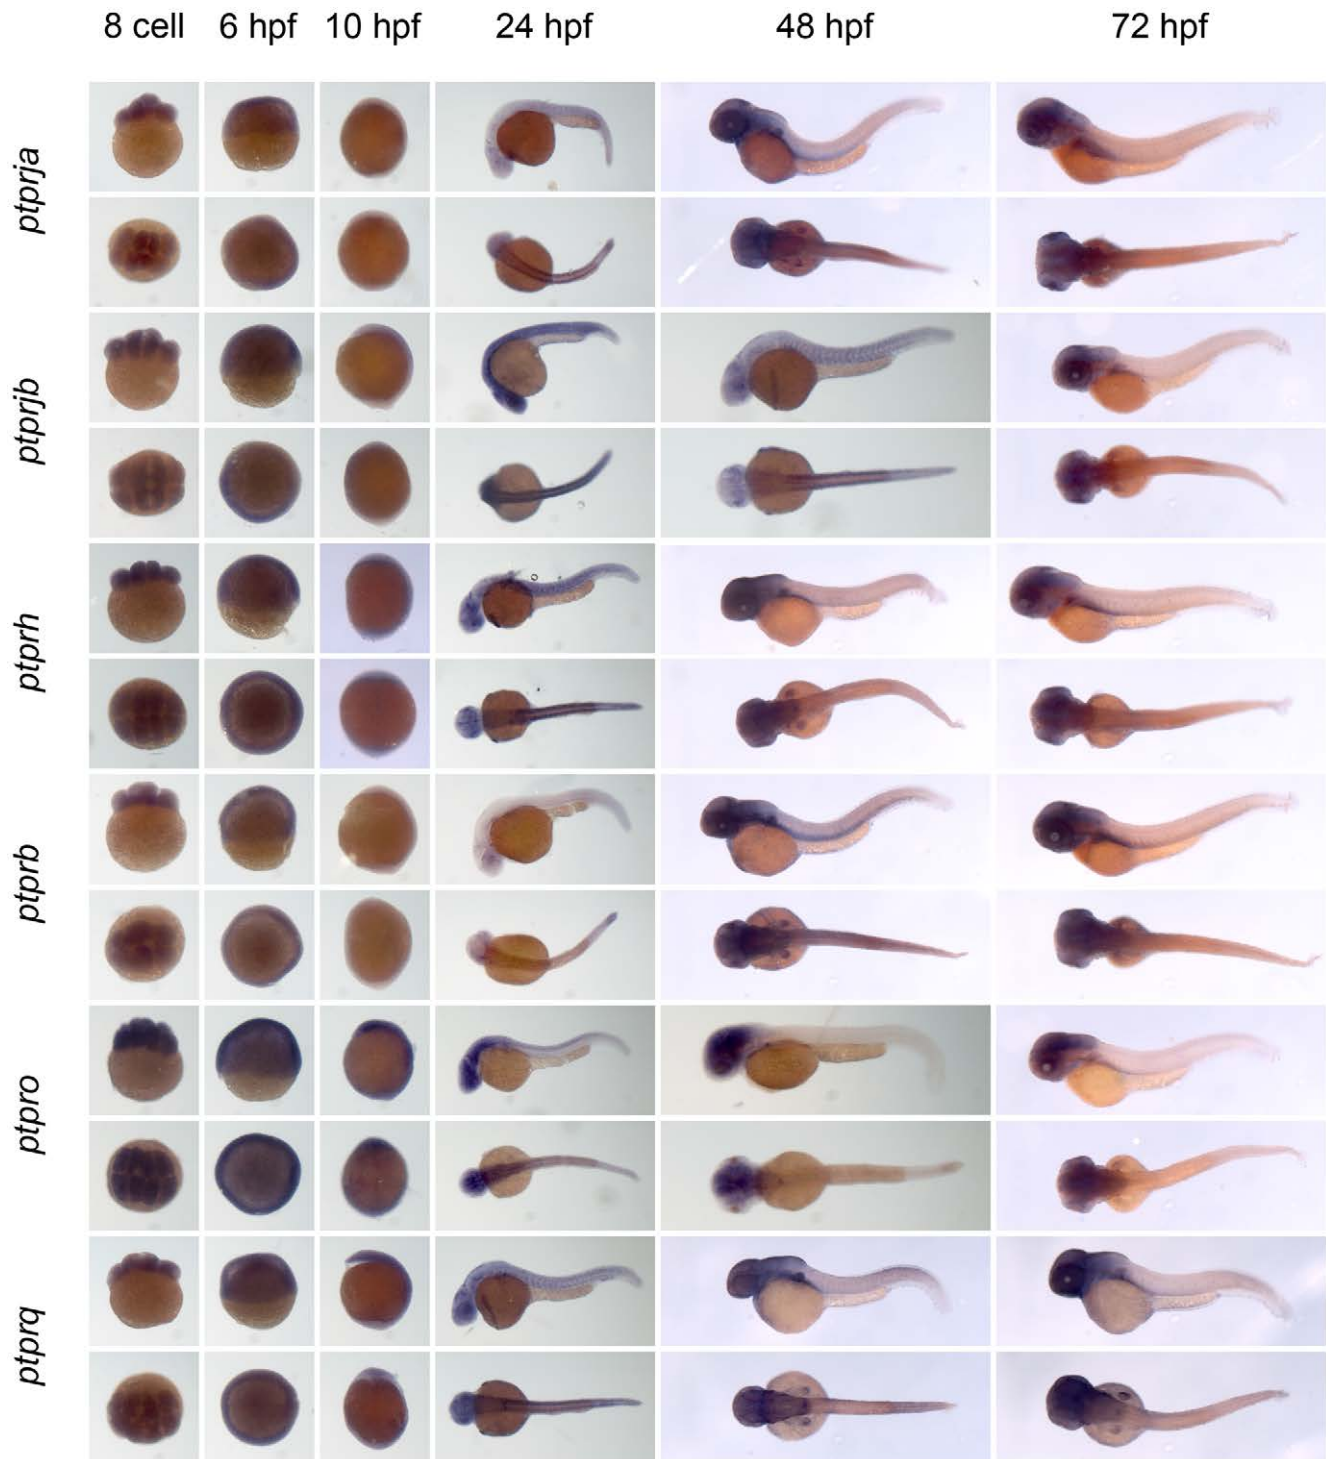 8 cell 6 hpf 10 hpf 24 hpf 48 hpf 72 hpf
ptprja
ptprjb
ptprh
ptprb
ptpro
ptprq